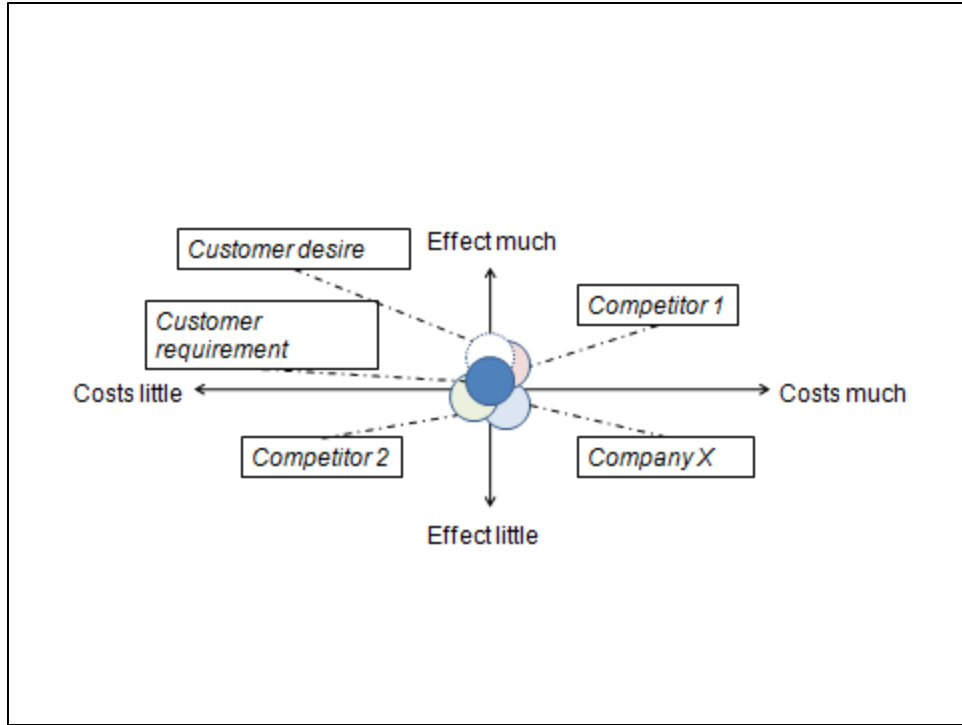 Customer desire
Effect much
Competitor 1
Customer
requirement
Costs little
Costs much
Competitor 2
Company X
Effect little